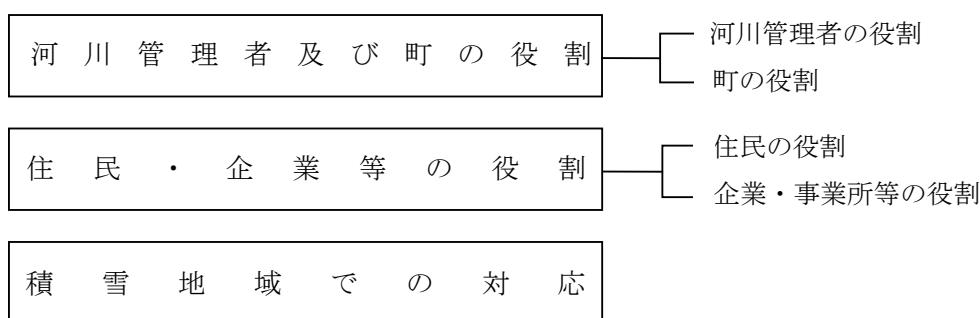 河川管理者及び町の役割
河川管理者の役割
町の役割
住民・企業等の役割
住民の役割
企業・事業所等の役割
積雪地域での対応